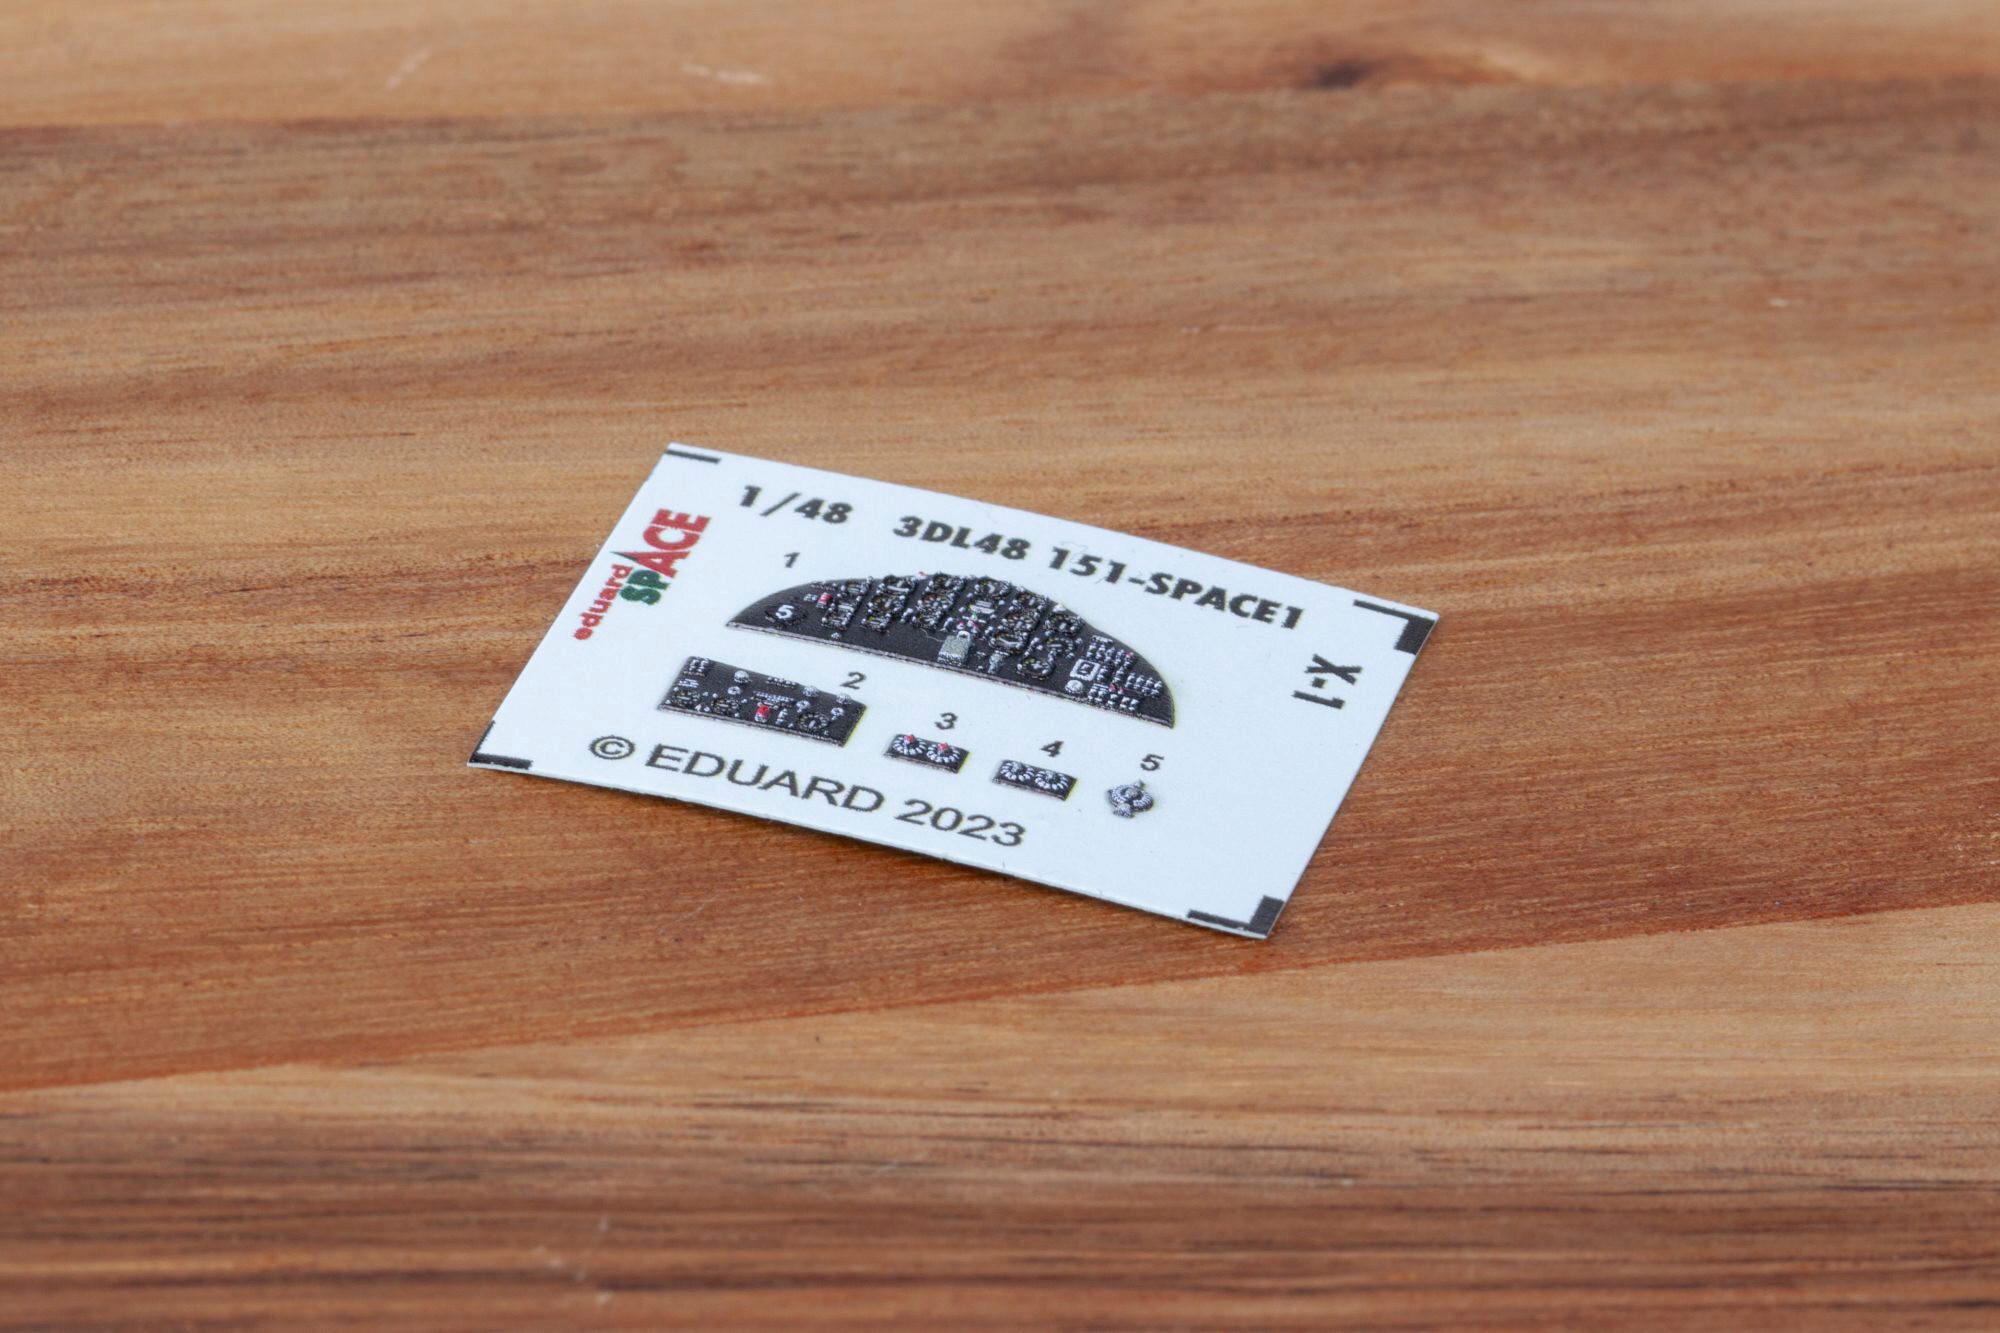 1/48 3DL48 151-SPACE1
eduard
SPACE
X-1
1
5
2
3
4
5
© EDUARD 2023